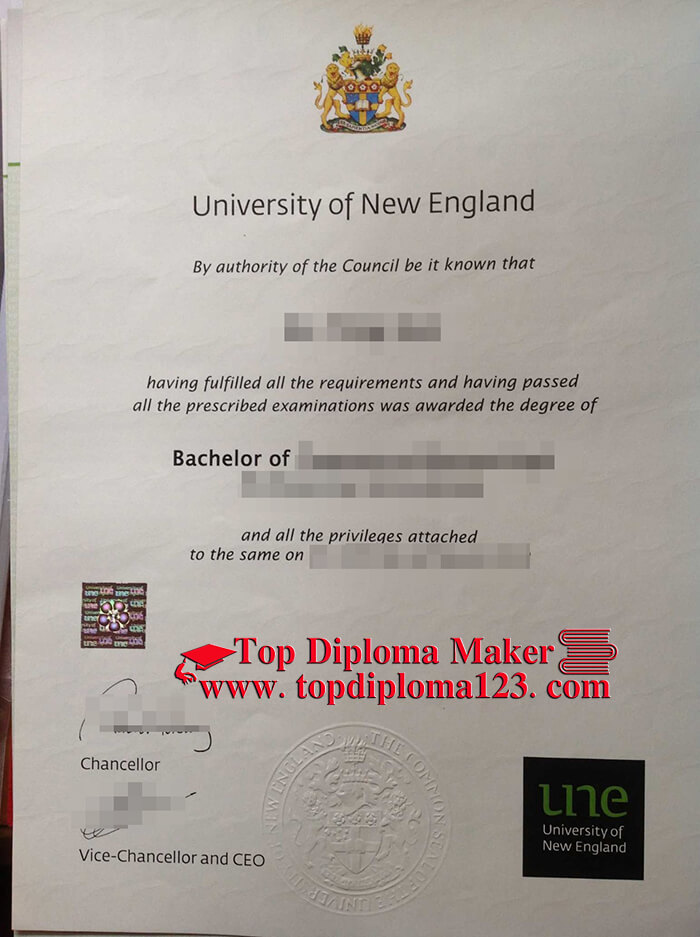 University of New England
By authority of the Council be it known that
having fulfilled all the requirements and having passed
all the prescribed examinations was awarded the degree of
Bachelor of
and all the privileges attached
to the same on
Top Diploma Maker
www. topdiploma123. com
Chancellor
Vice-Chancellor and CEO
une
University of
New England